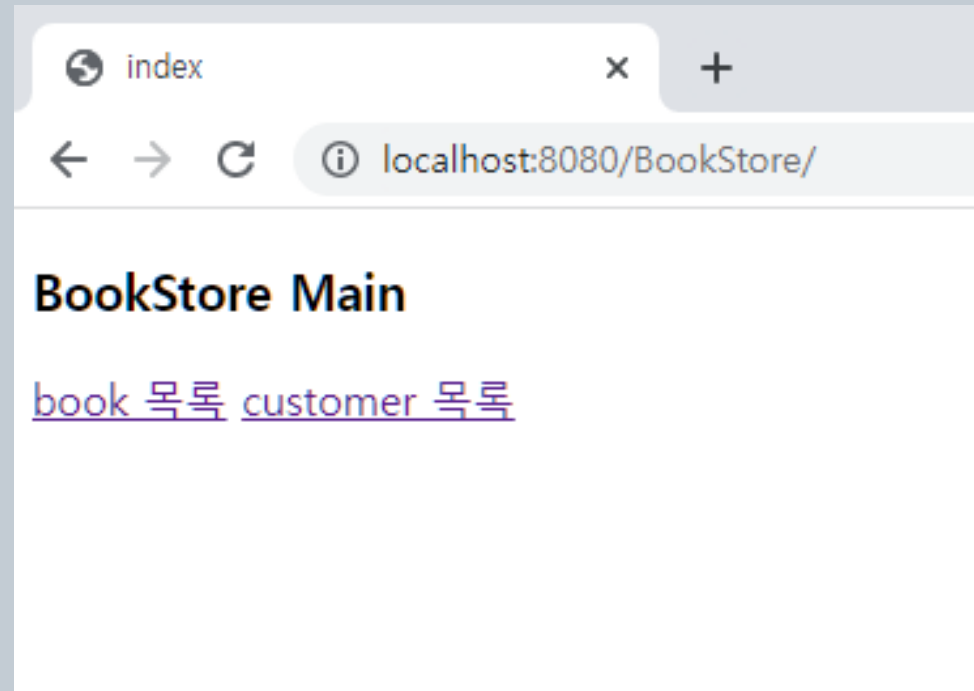 index
localhost:8080/BookStore/
BookStore Main
book 목록 customer 목록